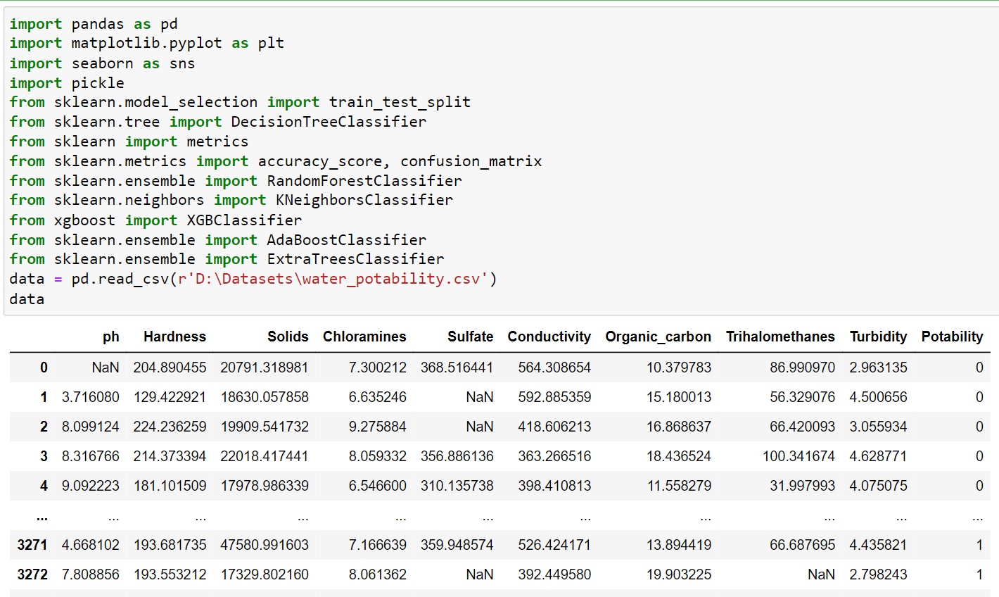 import pandas as pd
import matplotlib.pyplot as plt
import seaborn as sns
import pickle
from sklearn.model_selection import train_test_split
from sklearn.tree import DecisionTreeClassifier
from sklearn import metrics
from sklearn.metrics import accuracy_score, confusion_matrix
from sklearn.ensemble import RandomForestClassifier
from sklearn.neighbors import KNeighborsClassifier
from xgboost import XGBClassifier
from sklearn.ensemble import AdaBoostClassifier
from sklearn.ensemble import ExtraTreesClassifier
data = pd.read_csv(r'D:\Datasets\water_potability.csv')
data
ph Hardness Solids Chloramines Sulfate Conductivity Organic_carbon Trihalomethanes Turbidity Potability
0 NaN 204.890455 20791.318981 7.300212 368.516441 564.308654 10.379783 86.990970 2.963135 0
1 3.716080 129.422921 18630.057858 6.635246 NaN 592.885359 15.180013 56.329076 4.500656 0
2 8.099124 224.236259 19909.541732 9.275884 NaN 418.606213 16.868637 66.420093 3.055934 0
3 8.316766 214.373394 22018.417441 8.059332 356.886136 363.266516 18.436524 100.341674 4.628771 0
4 9.092223 181.101509 17978.986339 6.546600 310.135738 398.410813 11.558279 31.997993 4.075075 0
... ... ... ... ... ... ... ... ... ... ...
3271 4.668102 193.681735 47580.991603 7.166639 359.948574 526.424171 13.894419 66.687695 4.435821 1
3272 7.808856 193.553212 17329.802160 8.061362 NaN 392.449580 19.903225 NaN 2.798243 1